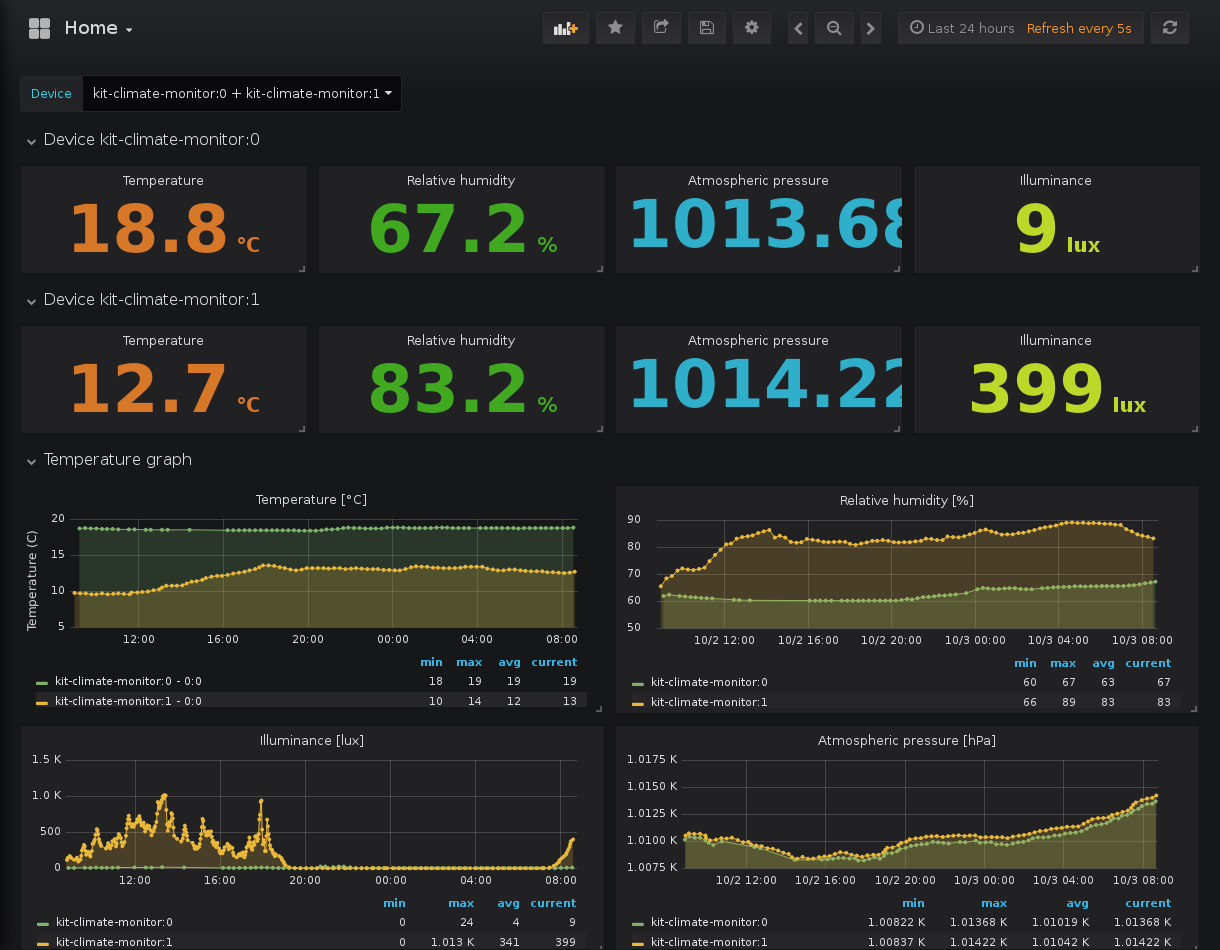 Home
Last 24 hours Refresh every 5s
Device kit-climate-monitor:0 + kit-climate-monitor:1
Device kit-climate-monitor:0
Temperature Relative humidity Atmospheric pressure Illuminance
18.8 °C 67.2 % 1013.68 9 lux
Device kit-climate-monitor:1
Temperature Relative humidity Atmospheric pressure Illuminance
12.7 °C 83.2 % 1014.22 399 lux
Temperature graph
Temperature [°C]
Temperature (C)
20
15
10
5
12:00 16:00 20:00 00:00 04:00 08:00
min max avg current
kit-climate-monitor:0 - 0:0 18 19 19 19
kit-climate-monitor:1 - 0:0 10 14 12 13
Relative humidity [%]
90
80
70
60
50
10/2 12:00 10/2 16:00 10/2 20:00 10/3 00:00 10/3 04:00 10/3 08:00
min max avg current
kit-climate-monitor:0 60 67 63 67
kit-climate-monitor:1 66 89 83 83
Illuminance [lux]
1.5 K
1.0 K
500
0
12:00 16:00 20:00 00:00 04:00 08:00
min max avg current
kit-climate-monitor:0 0 24 4 9
kit-climate-monitor:1 0 1.013 K 341 399
Atmospheric pressure [hPa]
1.0175 K
1.0150 K
1.0125 K
1.0100 K
1.0075 K
10/2 12:00 10/2 16:00 10/2 20:00 10/3 00:00 10/3 04:00 10/3 08:00
min max avg current
kit-climate-monitor:0 1.00822 K 1.01368 K 1.01019 K 1.01368 K
kit-climate-monitor:1 1.00837 K 1.01422 K 1.01042 K 1.01422 K